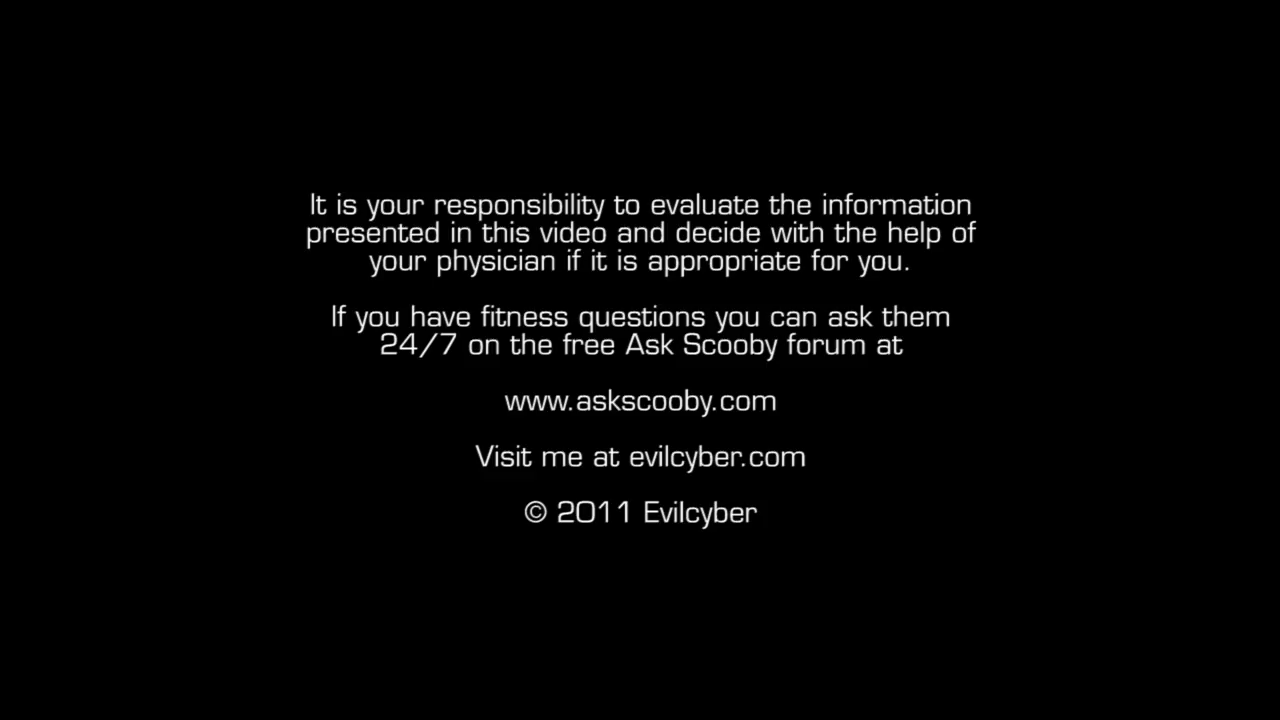 It is your responsibility to evaluate the information
presented in this video and decide with the help of
your physician if it is appropriate for you.
If you have fitness questions you can ask them
24/7 on the free Ask Scooby forum at
www.askscooby.com
Visit me at evilcyber.com
© 2011 Evilcyber